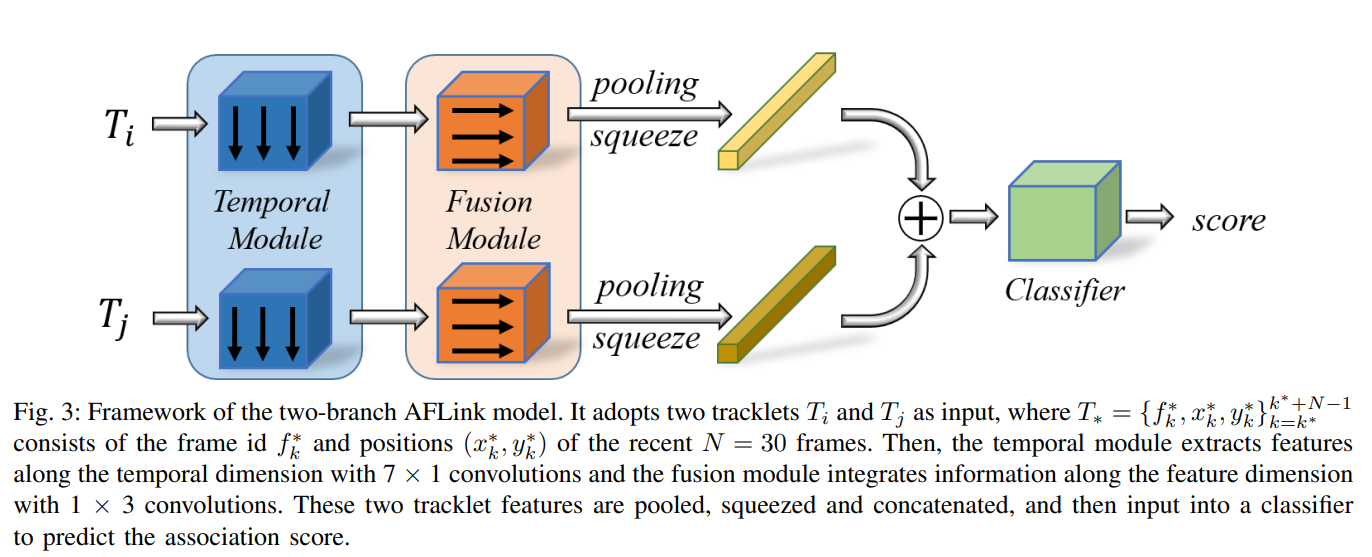 T_i
Temporal
Module
Fusion
Module
pooling
squeeze
T_j
pooling
squeeze
+
Classifier
score
Fig. 3: Framework of the two-branch AFLink model. It adopts two tracklets T_i and T_j as input, where T_* = {f_k^*, x_k^*, y_k^*}_{k=k^*}^{k^*+N−1}
consists of the frame id f_k^* and positions (x_k^*, y_k^*) of the recent N = 30 frames. Then, the temporal module extracts features
along the temporal dimension with 7 × 1 convolutions and the fusion module integrates information along the feature dimension
with 1 × 3 convolutions. These two tracklet features are pooled, squeezed and concatenated, and then input into a classifier
to predict the association score.